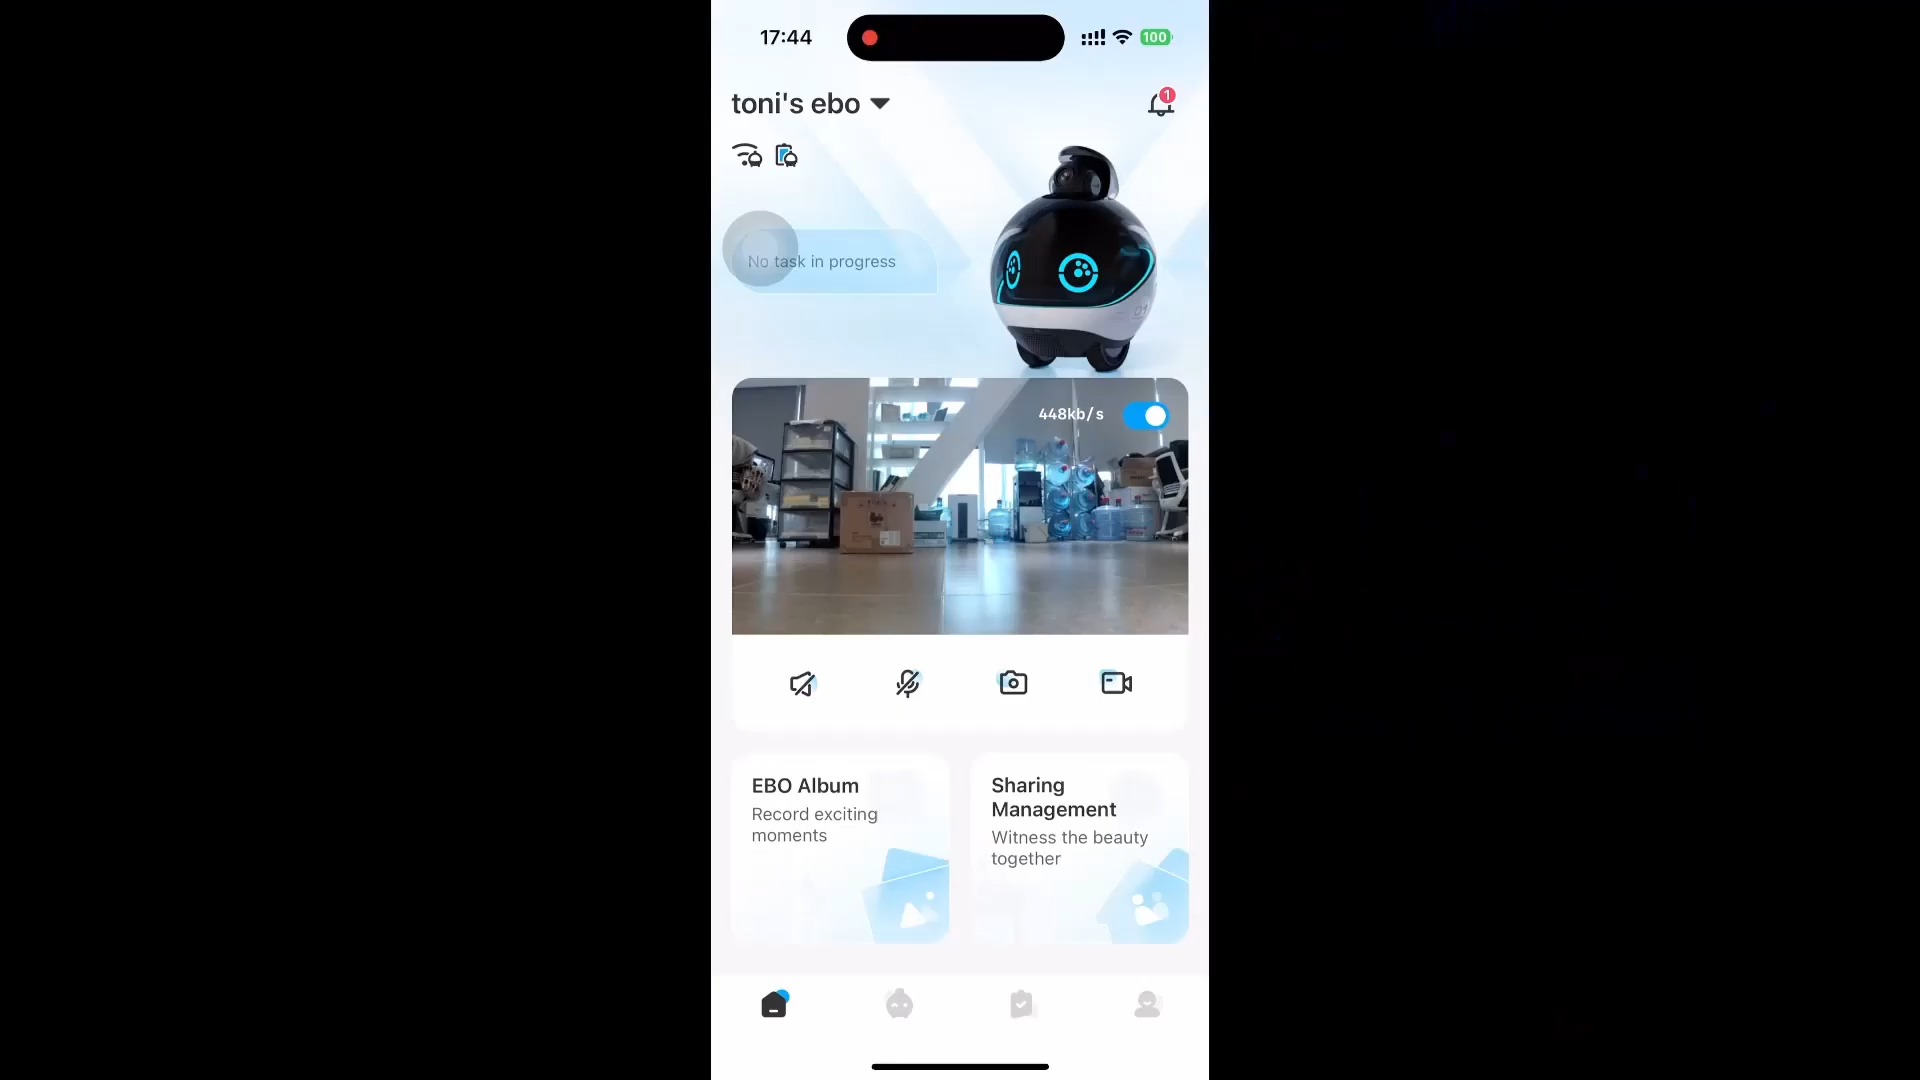 17:44
100
toni's ebo
1
No task in progress
448kb/s
EBO Album
Record exciting
moments
Sharing
Management
Witness the beauty
together